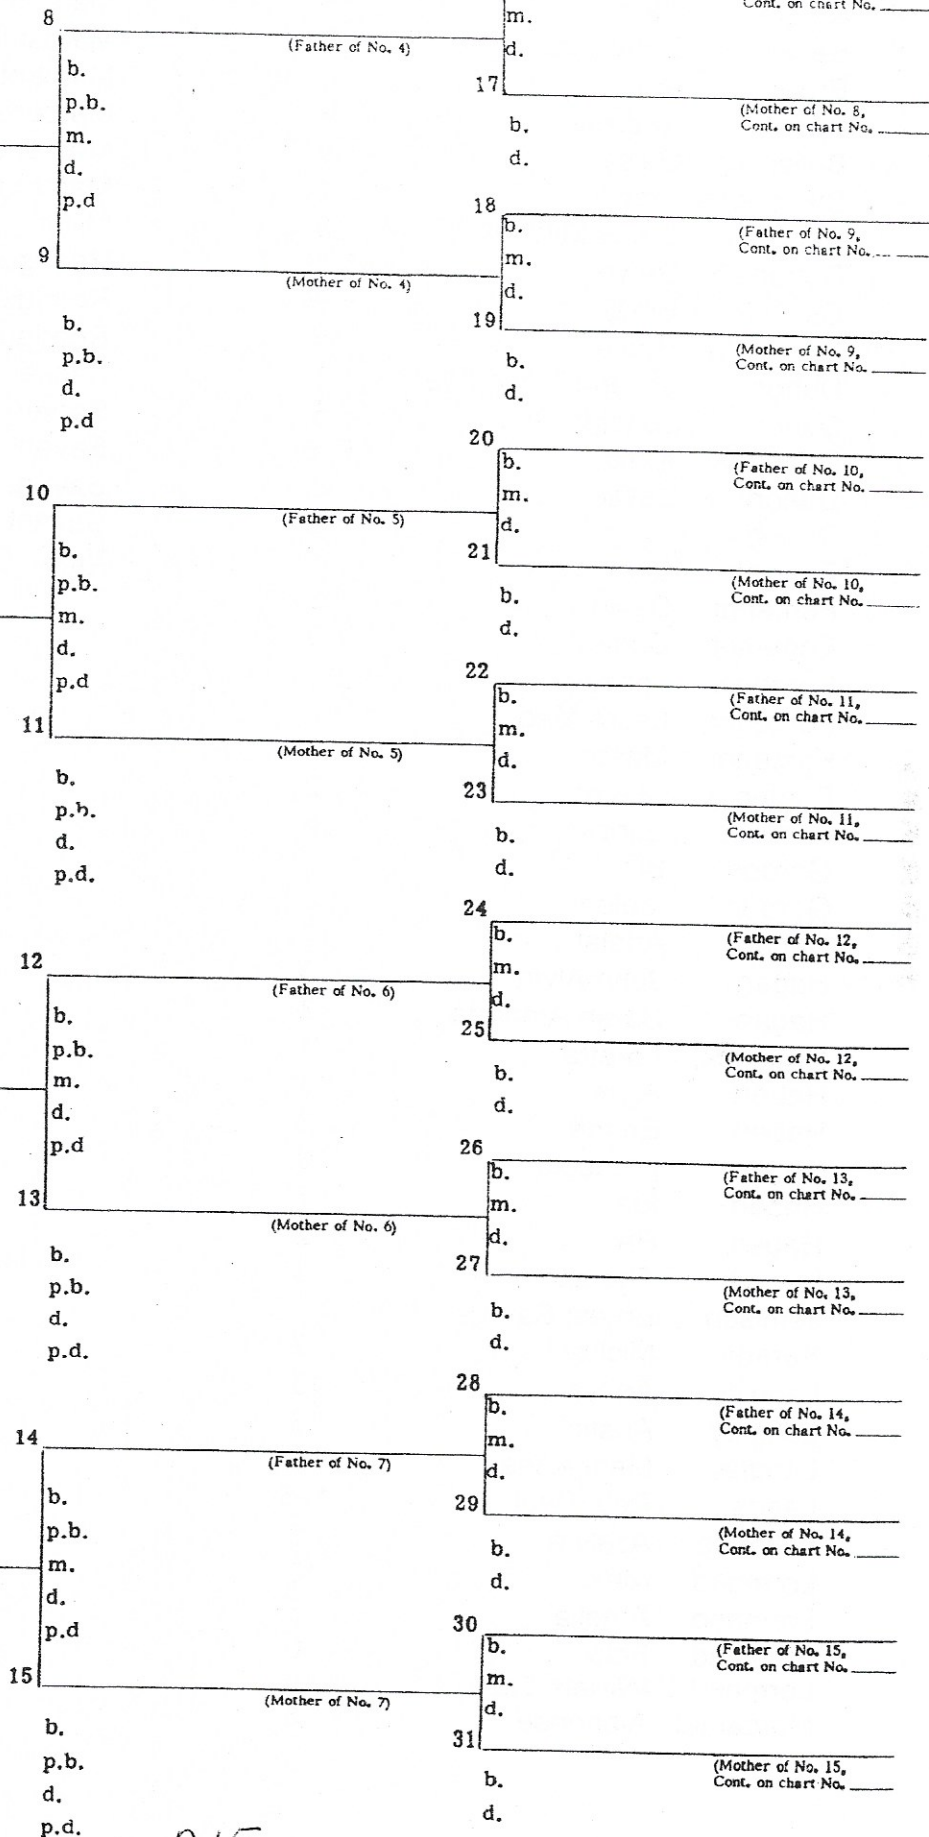 Cont. on chart No.
8
m.
(Father of No. 4)
d.
b.
17
p.b.
(Mother of No. 8,
b.
Cont. on chart No.
m.
d.
d.
p.d
18
b.
(Father of No. 9,
Cont. on chart No.
9
m.
(Mother of No. 4)
d.
b.
19
p.b.
(Mother of No. 9,
b.
Cont. on chart No.
d.
d.
p.d
20
b.
(Father of No. 10,
Cont. on chart No.
10
m.
(Father of No. 5)
d.
b.
21
p.b.
(Mother of No. 10,
b.
Cont. on chart No.
m.
d.
d.
p.d
22
b.
(Father of No. 11,
Cont. on chart No.
11
m.
(Mother of No. 5)
d.
b.
23
p.b.
(Mother of No. 11,
b.
Cont. on chart No.
d.
d.
p.d.
24
b.
(Father of No. 12,
Cont. on chart No.
12
m.
(Father of No. 6)
d.
b.
25
p.b.
(Mother of No. 12,
b.
Cont. on chart No.
m.
d.
d.
p.d
26
b.
(Father of No. 13,
Cont. on chart No.
13
m.
(Mother of No. 6)
d.
b.
27
p.b.
(Mother of No. 13,
b.
Cont. on chart No.
d.
d.
p.d.
28
b.
(Father of No. 14,
Cont. on chart No.
14
m.
(Father of No. 7)
d.
b.
29
p.b.
(Mother of No. 14,
b.
Cont. on chart No.
m.
d.
d.
p.d
30
b.
(Father of No. 15,
Cont. on chart No.
15
m.
(Mother of No. 7)
d.
b.
31
p.b.
(Mother of No. 15,
b.
Cont. on chart No.
d.
d.
p.d.